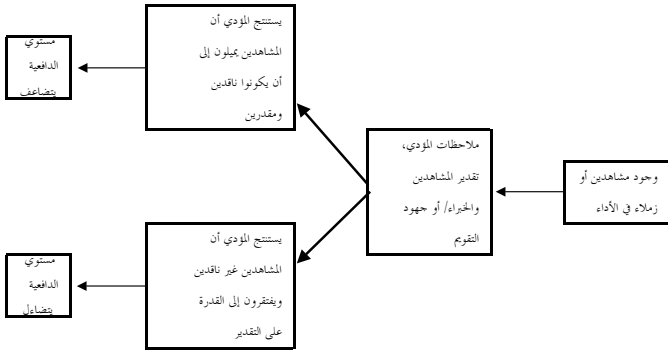 وجود مشاهدين أو
زملاء في الأداء
ملاحظات المؤدي،
تقدير المشاهدين
والخبراء/ أو جهود
التقويم
يستنتج المؤدي أن
المشاهدين يميلون إلى
أن يكونوا ناقدين
ومقدرين
مستوي
الدافعية
يتضاعف
يستنتج المؤدي أن
المشاهدين غير ناقدين
ويفتقرون إلى القدرة
على التقدير
مستوي
الدافعية
يتضاءل